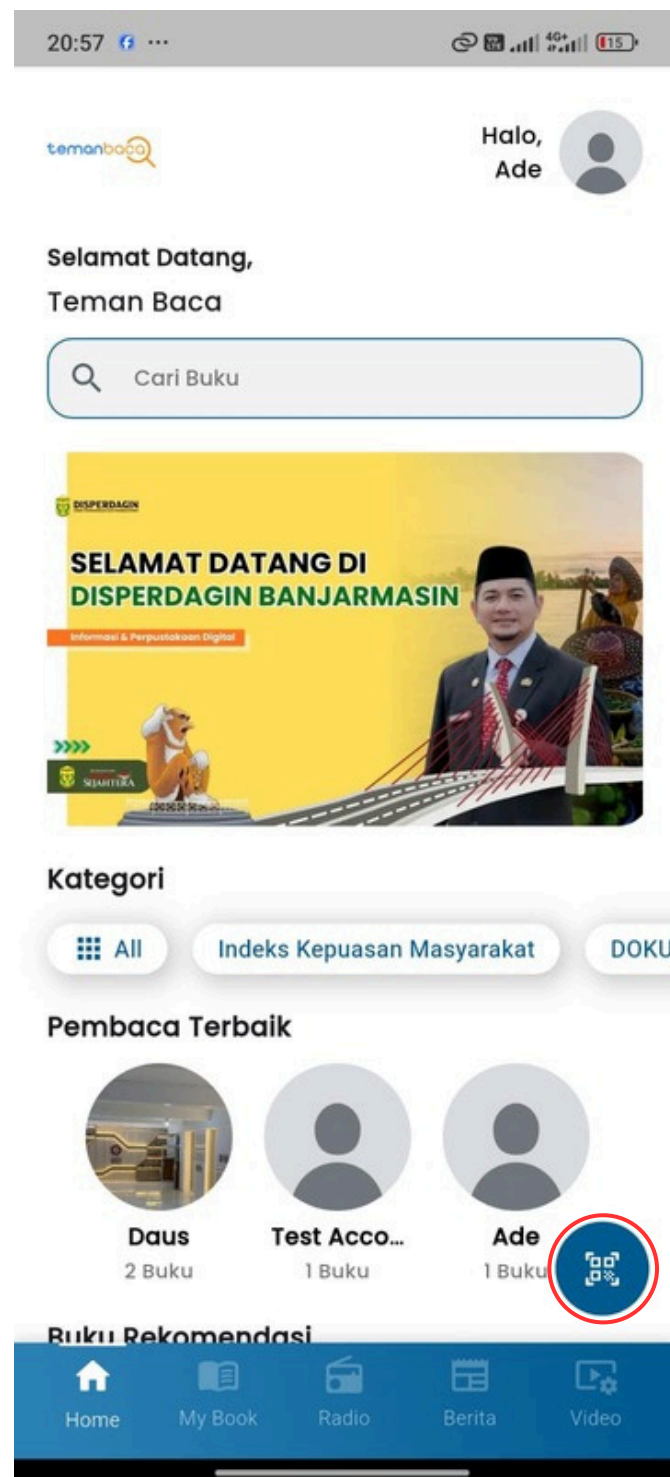 20:57
4G+
15
temanbaca
Halo,
Ade
Selamat Datang,
Teman Baca
Cari Buku
DISPERDAGIN
SELAMAT DATANG DI
DISPERDAGIN BANJARMASIN
Informasi & Perpustakaan Digital
SEJAHTERA
Kategori
All
Indeks Kepuasan Masyarakat
DOKU
Pembaca Terbaik
Daus
Test Acco...
Ade
2 Buku
1 Buku
1 Buku
Buku Rekomendasi
Home
My Book
Radio
Berita
Video